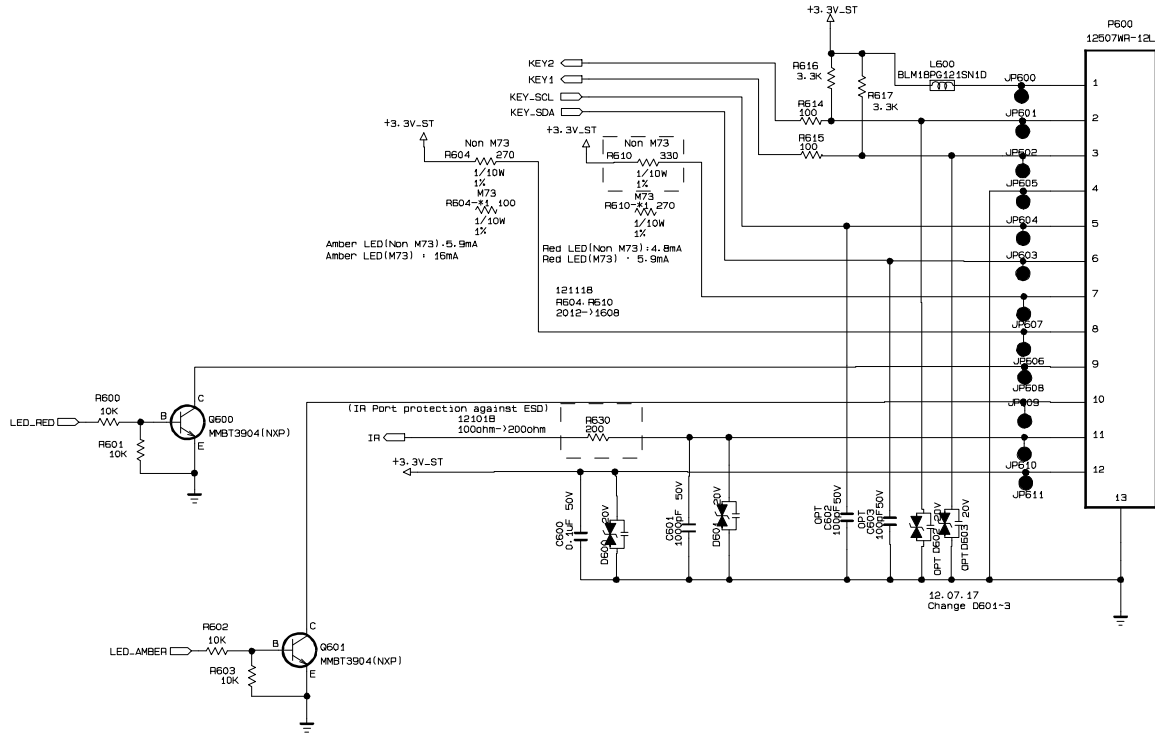 +3.3V_ST
P600
12507WR-12L
KEY2
KEY1
KEY_SCL
KEY_SDA
R616
3.3K
R617
3.3K
L600
BLM18PG121SN1D
R614
100
R615
100
JP600
JP601
JP602
JP605
JP604
JP603
JP607
JP606
JP608
JP609
JP610
JP611
1
2
3
4
5
6
7
8
9
10
11
12
13
+3.3V_ST
Non M73
R604 270
1/10W
1%
M73
R604-*1 100
1/10W
1%
+3.3V_ST
Non M73
R610 330
1/10W
1%
M73
R610-*1 270
1/10W
1%
Amber LED(Non M73):5.9mA
Amber LED(M73) : 16mA
Red LED(Non M73):4.8mA
Red LED(M73) : 5.9mA
121118
R604,R610
2012->1608
LED_RED
R600
10K
R601
10K
B
C
E
Q600
MMBT3904(NXP)
(IR Port protection against ESD)
121018
100ohm->200ohm
R630
200
IR
+3.3V_ST
C600
0.1uF 50V
D600 20V
C601
1000pF 50V
D601 20V
OPT
C602
100pF 50V
OPT
C603
100pF 50V
OPT D602 20V
OPT D603 20V
12.07.17
Change D601~3
LED_AMBER
R602
10K
R603
10K
B
C
E
Q601
MMBT3904(NXP)